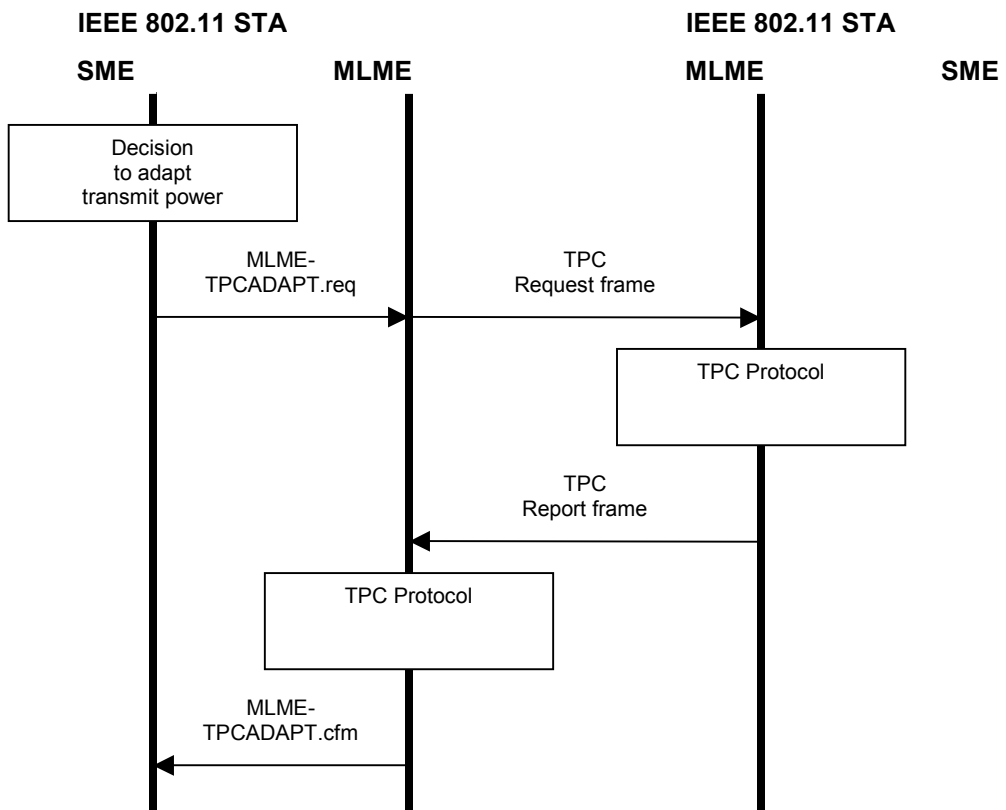 IEEE 802.11 STA
IEEE 802.11 STA
SME
MLME
MLME
SME
Decision
to adapt
transmit power
MLME-
TPCADAPT.req
TPC
Request frame
TPC Protocol
TPC
Report frame
TPC Protocol
MLME-
TPCADAPT.cfm